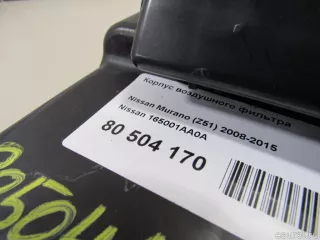 Корпус воздушного фильтра
Nissan Murano (Z51) 2008-2015
Nissan 165001AA0A
80 504 170